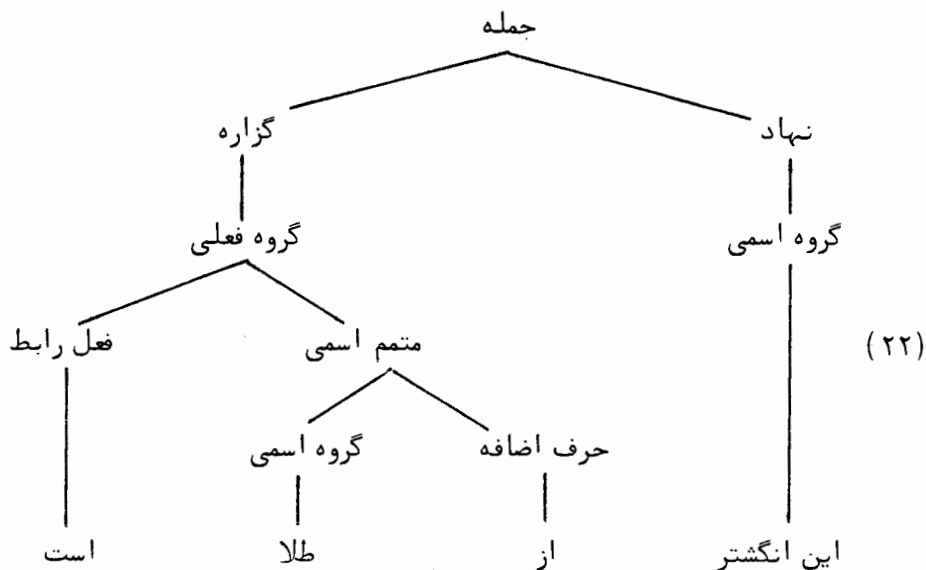 جمله
نهاد گزاره
گروه اسمی گروه فعلی
(۲۲) متمم اسمی فعل رابط
حرف اضافه گروه اسمی
این انگشتر از طلا است